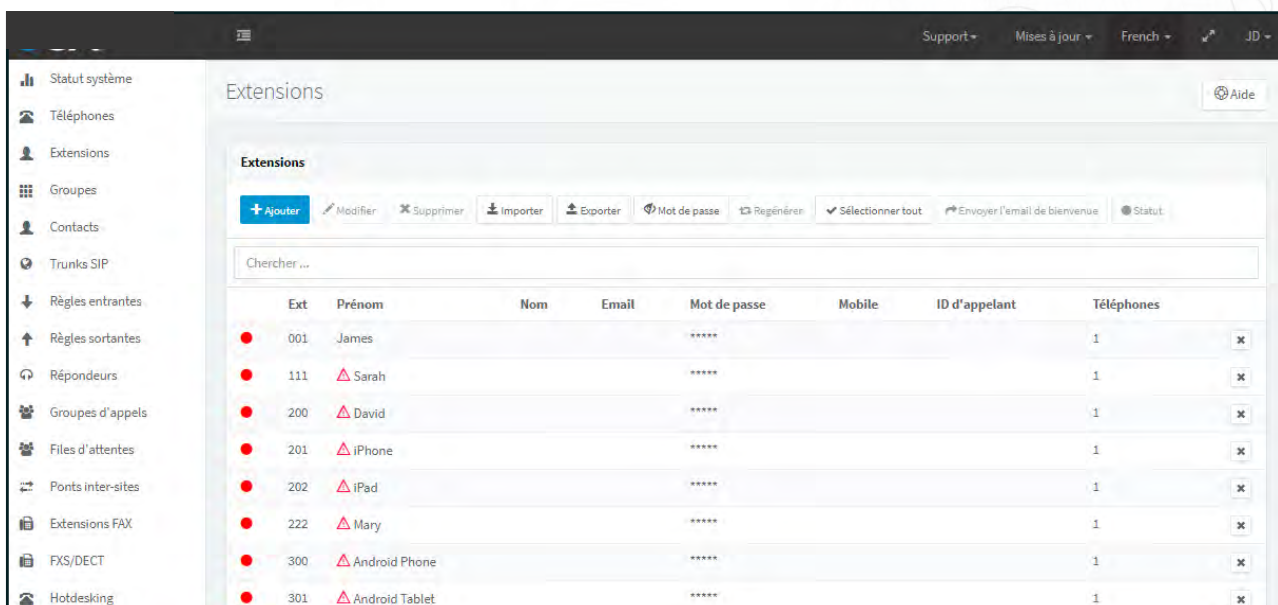 Support Mises à jour French JD
Statut système
Téléphones
Extensions
Groupes
Contacts
Trunks SIP
Règles entrantes
Règles sortantes
Répondeurs
Groupes d'appels
Files d'attentes
Ponts inter-sites
Extensions FAX
FXS/DECT
Hotdesking
Extensions Aide
Extensions
Ajouter Modifier Supprimer Importer Exporter Mot de passe Regénérer Sélectionner tout Envoyer l'email de bienvenue Statut
Chercher ...
Ext Prénom Nom Email Mot de passe Mobile ID d'appelant Téléphones
001 James ***** 1
111 Sarah ***** 1
200 David ***** 1
201 iPhone ***** 1
202 iPad ***** 1
222 Mary ***** 1
300 Android Phone ***** 1
301 Android Tablet ***** 1